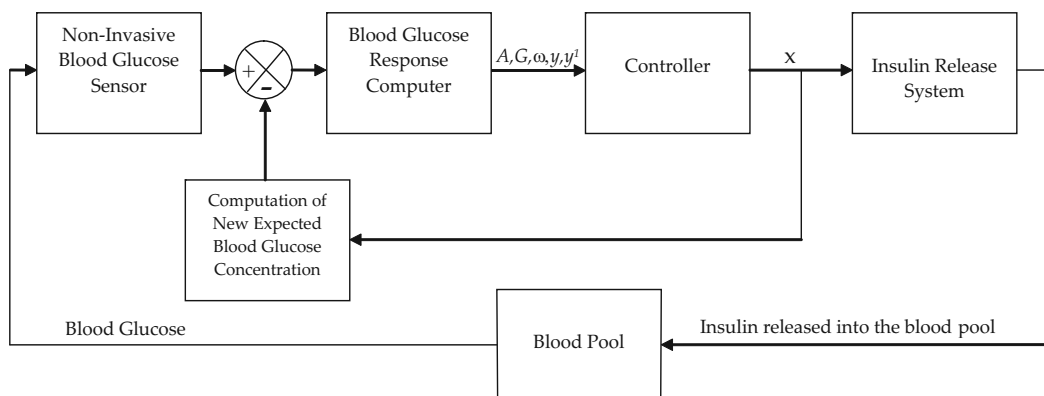 Non-Invasive
Blood Glucose
Sensor
+
-
Blood Glucose
Response
Computer
A,G,ω,y,y¹
Controller
x
Insulin Release
System
Computation of
New Expected
Blood Glucose
Concentration
Blood Glucose
Blood Pool
Insulin released into the blood pool